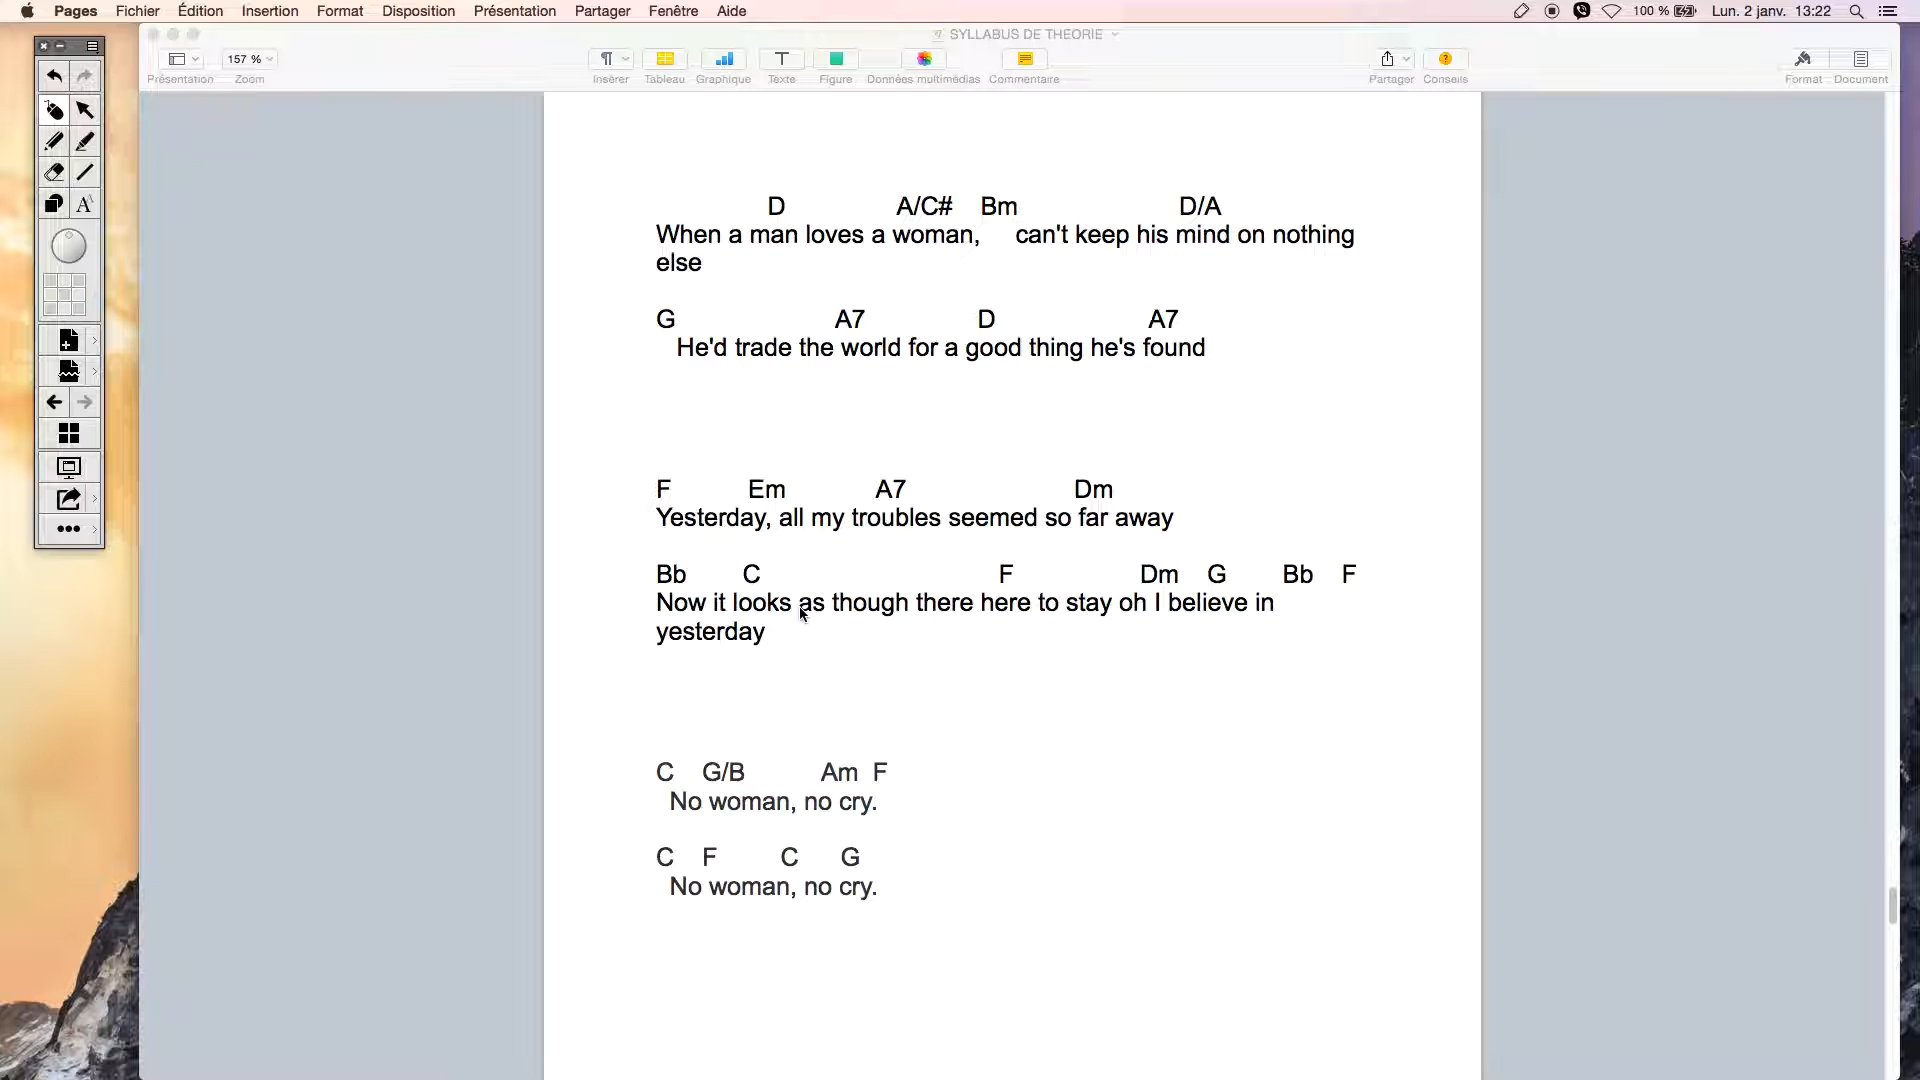 Pages Fichier Édition Insertion Format Disposition Présentation Partager Fenêtre Aide 100 % Lun. 2 janv. 13:22
SYLLABUS DE THEORIE
157 %
Présentation Zoom Insérer Tableau Graphique Texte Figure Données multimédias Commentaire Partager Conseils Format Document
D A/C# Bm D/A
When a man loves a woman, can't keep his mind on nothing
else
G A7 D A7
He'd trade the world for a good thing he's found
F Em A7 Dm
Yesterday, all my troubles seemed so far away
Bb C F Dm G Bb F
Now it looks as though there here to stay oh I believe in
yesterday
C G/B Am F
No woman, no cry.
C F C G
No woman, no cry.